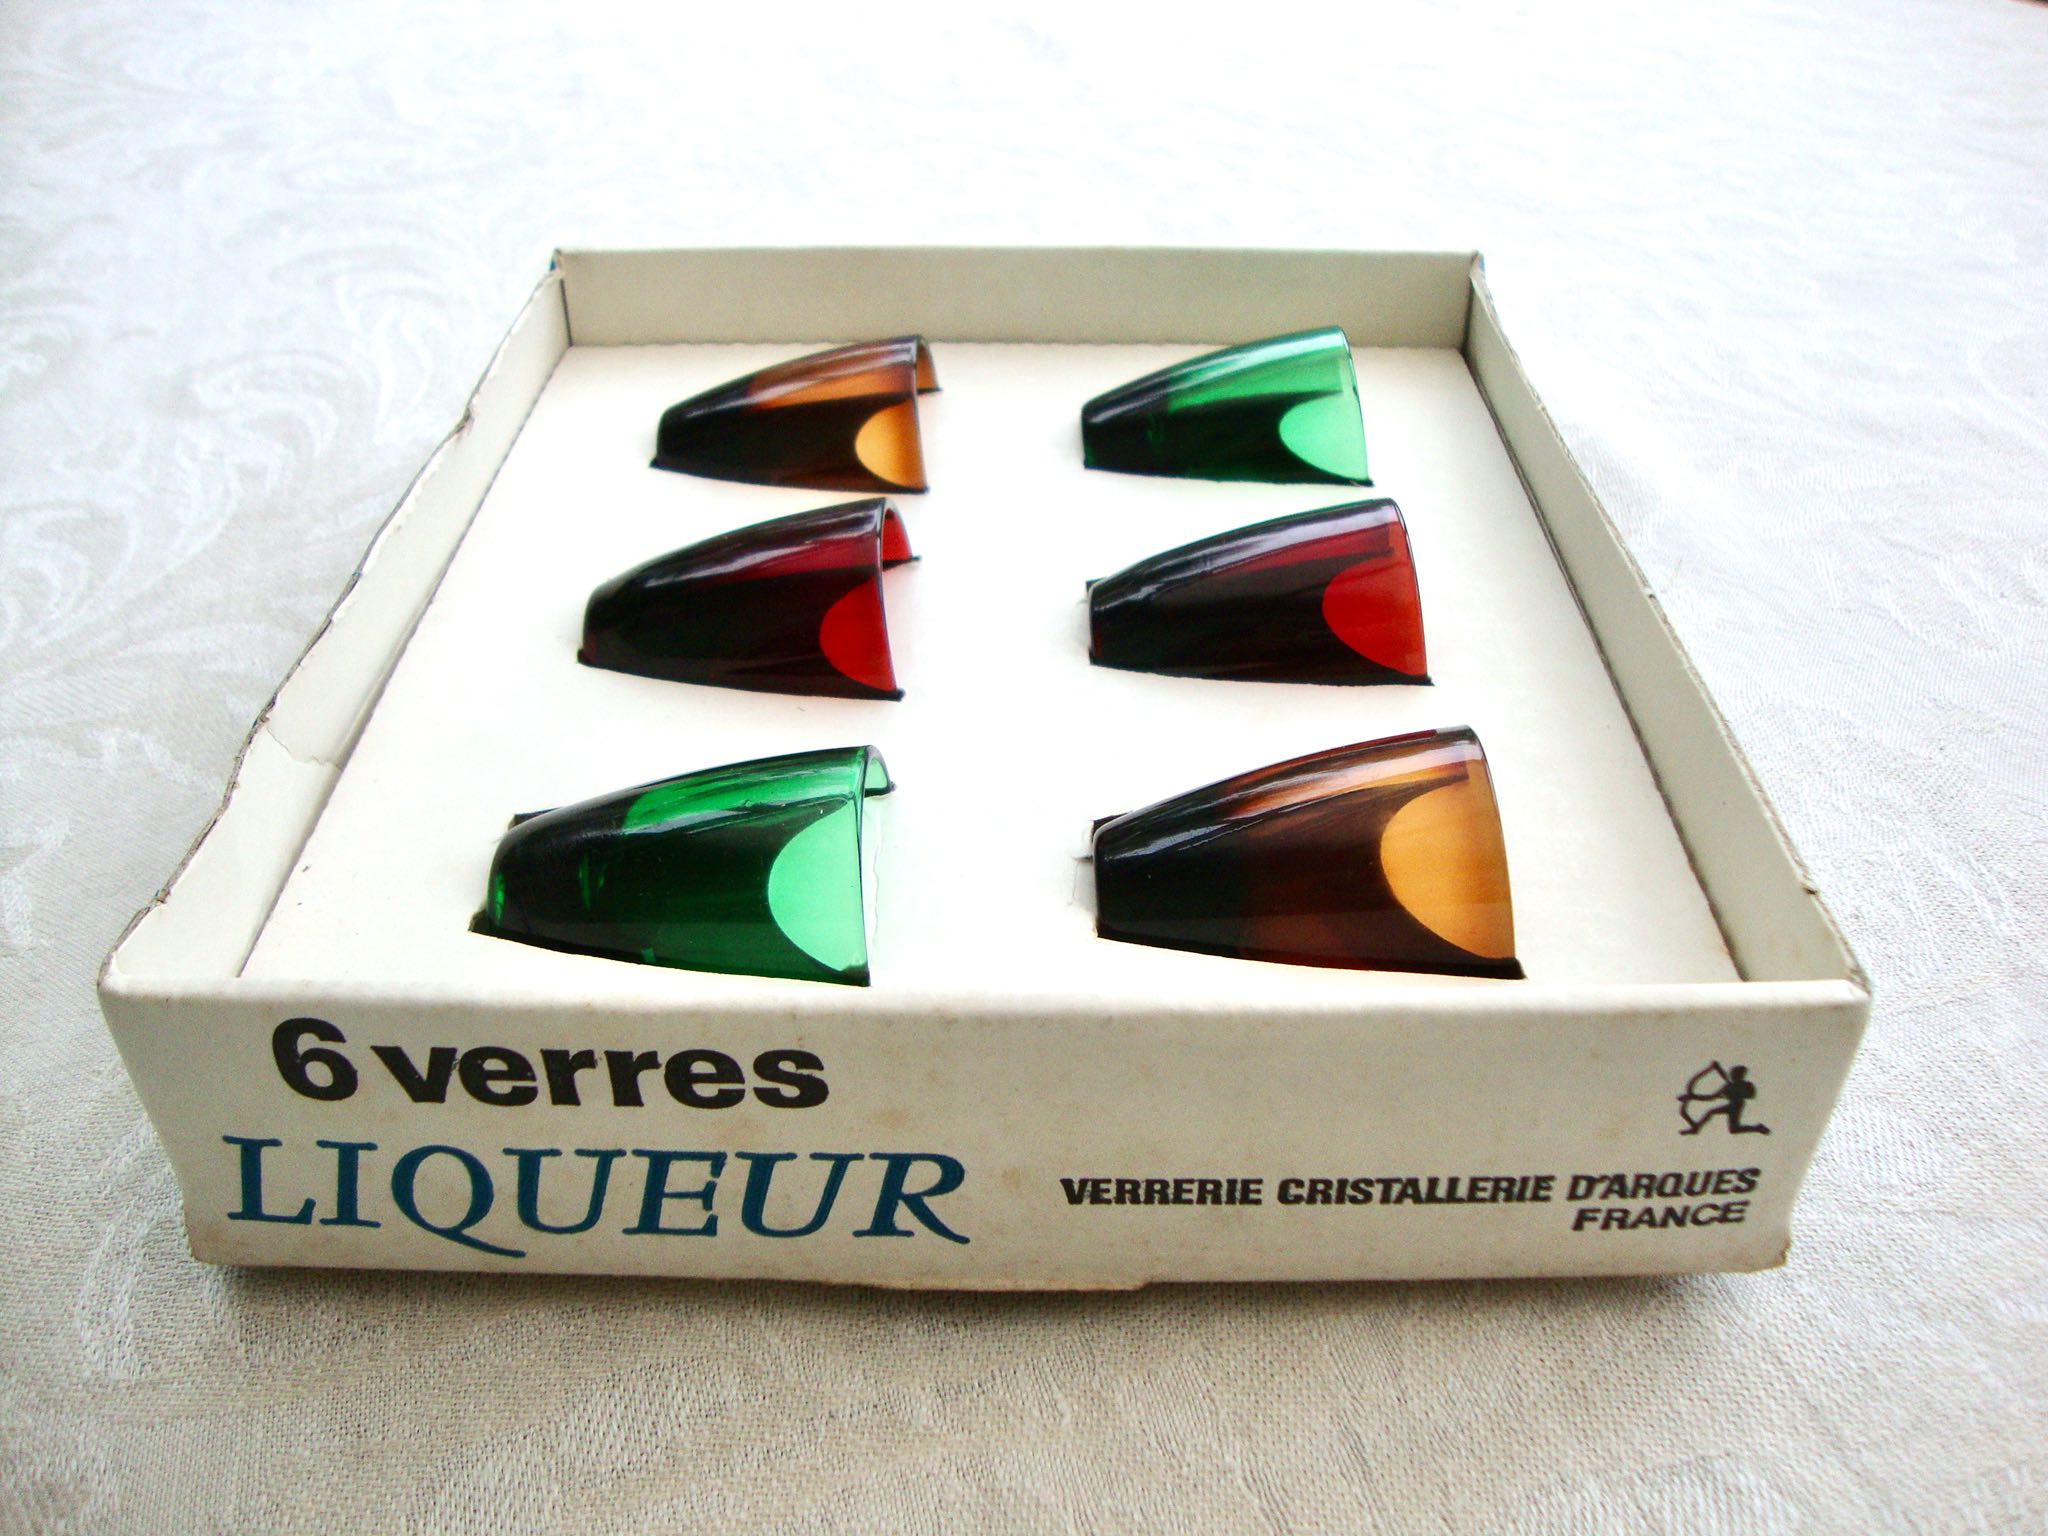 6 verres
LIQUEUR
VERRERIE CRISTALLERIE D'ARQUES
FRANCE